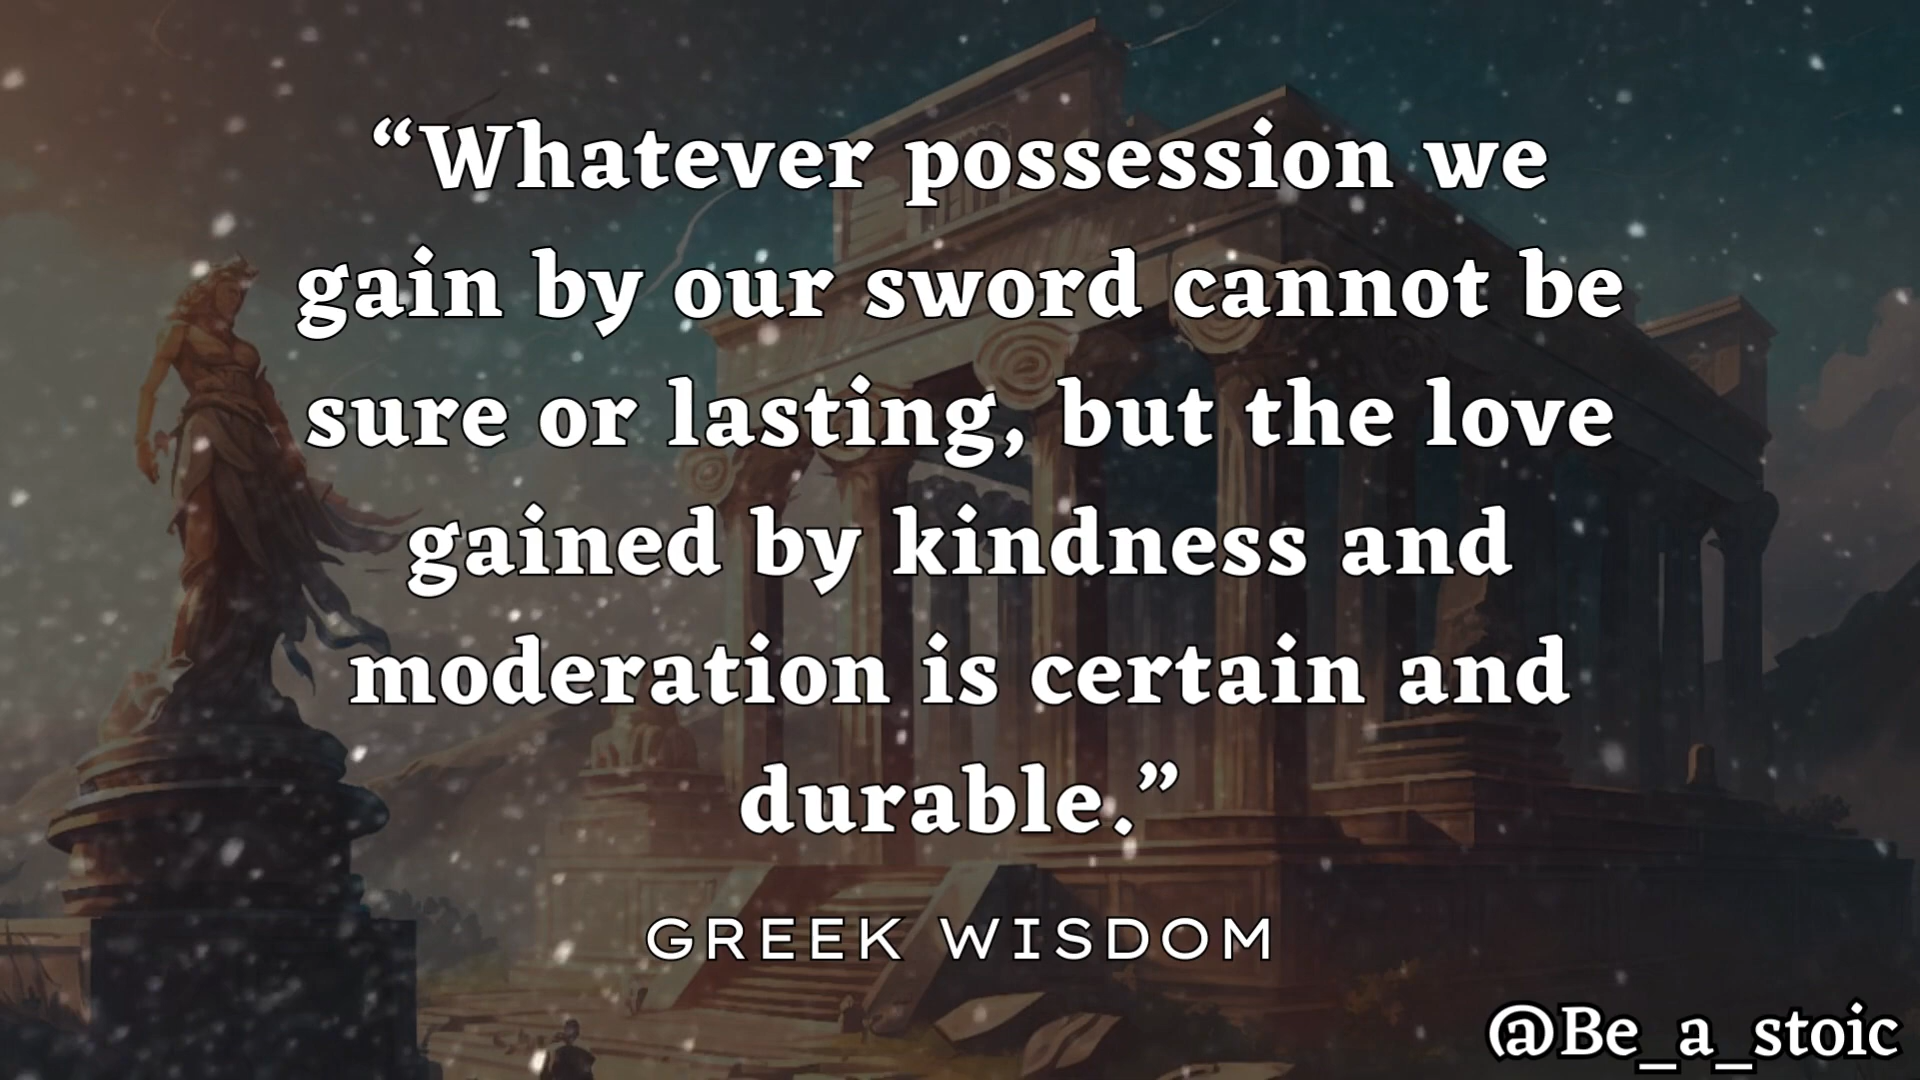 “Whatever possession we
gain by our sword cannot be
sure or lasting, but the love
gained by kindness and
moderation is certain and
durable.”
GREEK WISDOM
@Be_a_stoic